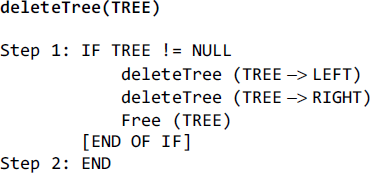 deleteTree(TREE)
Step 1: IF TREE != NULL
deleteTree (TREE —> LEFT)
deleteTree (TREE —> RIGHT)
Free (TREE)
[END OF IF]
Step 2: END